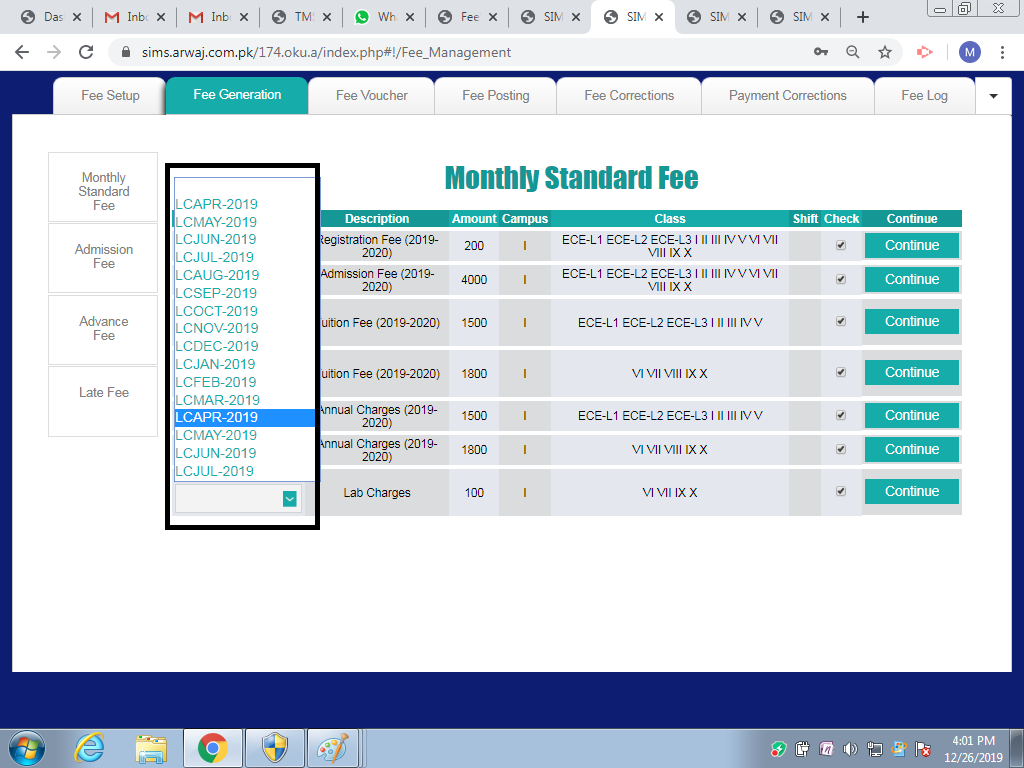 Das
Inbo
Inb
TMS
Wha
Fee
SIM
SIM
SIM
SIM
sims.arwaj.com.pk/174.oku.a/index.php#!/Fee_Management
M
Fee Setup
Fee Generation
Fee Voucher
Fee Posting
Fee Corrections
Payment Corrections
Fee Log
Monthly
Standard
Fee
Admission
Fee
Advance
Fee
Late Fee
Monthly Standard Fee
LCAPR-2019
LCMAY-2019
LCJUN-2019
LCJUL-2019
LCAUG-2019
LCSEP-2019
LCOCT-2019
LCNOV-2019
LCDEC-2019
LCJAN-2019
LCFEB-2019
LCMAR-2019
LCAPR-2019
LCMAY-2019
LCJUN-2019
LCJUL-2019
Description Amount Campus Class Shift Check Continue
Registration Fee (2019-
2020) 200 I ECE-L1 ECE-L2 ECE-L3 I II III IV V VI VII
VIII IX X Continue
Admission Fee (2019-
2020) 4000 I ECE-L1 ECE-L2 ECE-L3 I II III IV V VI VII
VIII IX X Continue
uition Fee (2019-2020) 1500 I ECE-L1 ECE-L2 ECE-L3 I II III IV V Continue
uition Fee (2019-2020) 1800 I VI VII VIII IX X Continue
Annual Charges (2019-
2020) 1500 I ECE-L1 ECE-L2 ECE-L3 I II III IV V Continue
Annual Charges (2019-
2020) 1800 I VI VII VIII IX X Continue
Lab Charges 100 I VI VII IX X Continue
4:01 PM
12/26/2019